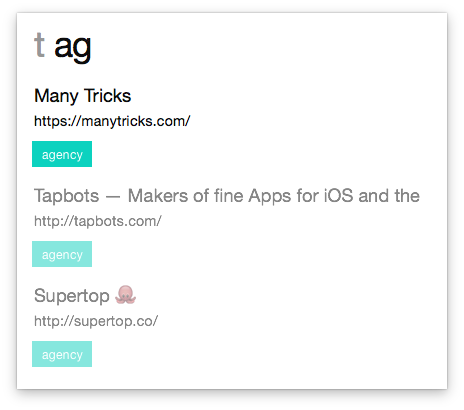 t ag
Many Tricks
https://manytricks.com/
agency
Tapbots — Makers of fine Apps for iOS and the
http://tapbots.com/
agency
Supertop 🐙
http://supertop.co/
agency